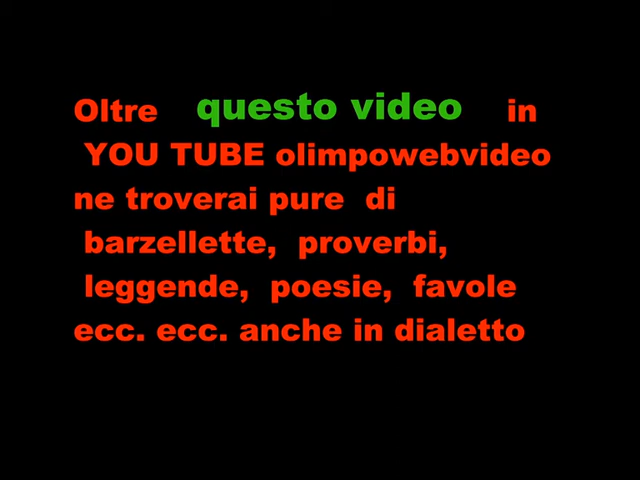 Oltre questo video in
YOU TUBE olimpowebvideo
ne troverai pure di
barzellette, proverbi,
leggende, poesie, favole
ecc. ecc. anche in dialetto